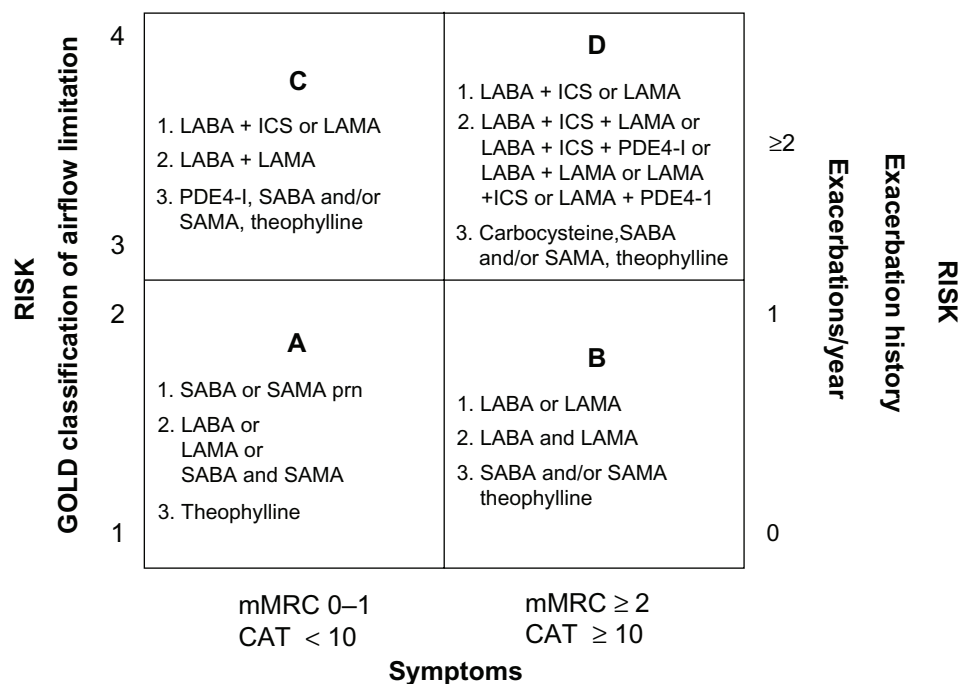 RISK
GOLD classification of airflow limitation
4
3
2
1
C
1. LABA + ICS or LAMA
2. LABA + LAMA
3. PDE4-I, SABA and/or
SAMA, theophylline
D
1. LABA + ICS or LAMA
2. LABA + ICS + LAMA or
LABA + ICS + PDE4-I or
LABA + LAMA or LAMA
+ICS or LAMA + PDE4-1
3. Carbocysteine,SABA
and/or SAMA, theophylline
A
1. SABA or SAMA prn
2. LABA or
LAMA or
SABA and SAMA
3. Theophylline
B
1. LABA or LAMA
2. LABA and LAMA
3. SABA and/or SAMA
theophylline
≥2
1
0
Exacerbations/year
Exacerbation history
RISK
mMRC 0–1
CAT < 10
mMRC ≥ 2
CAT ≥ 10
Symptoms